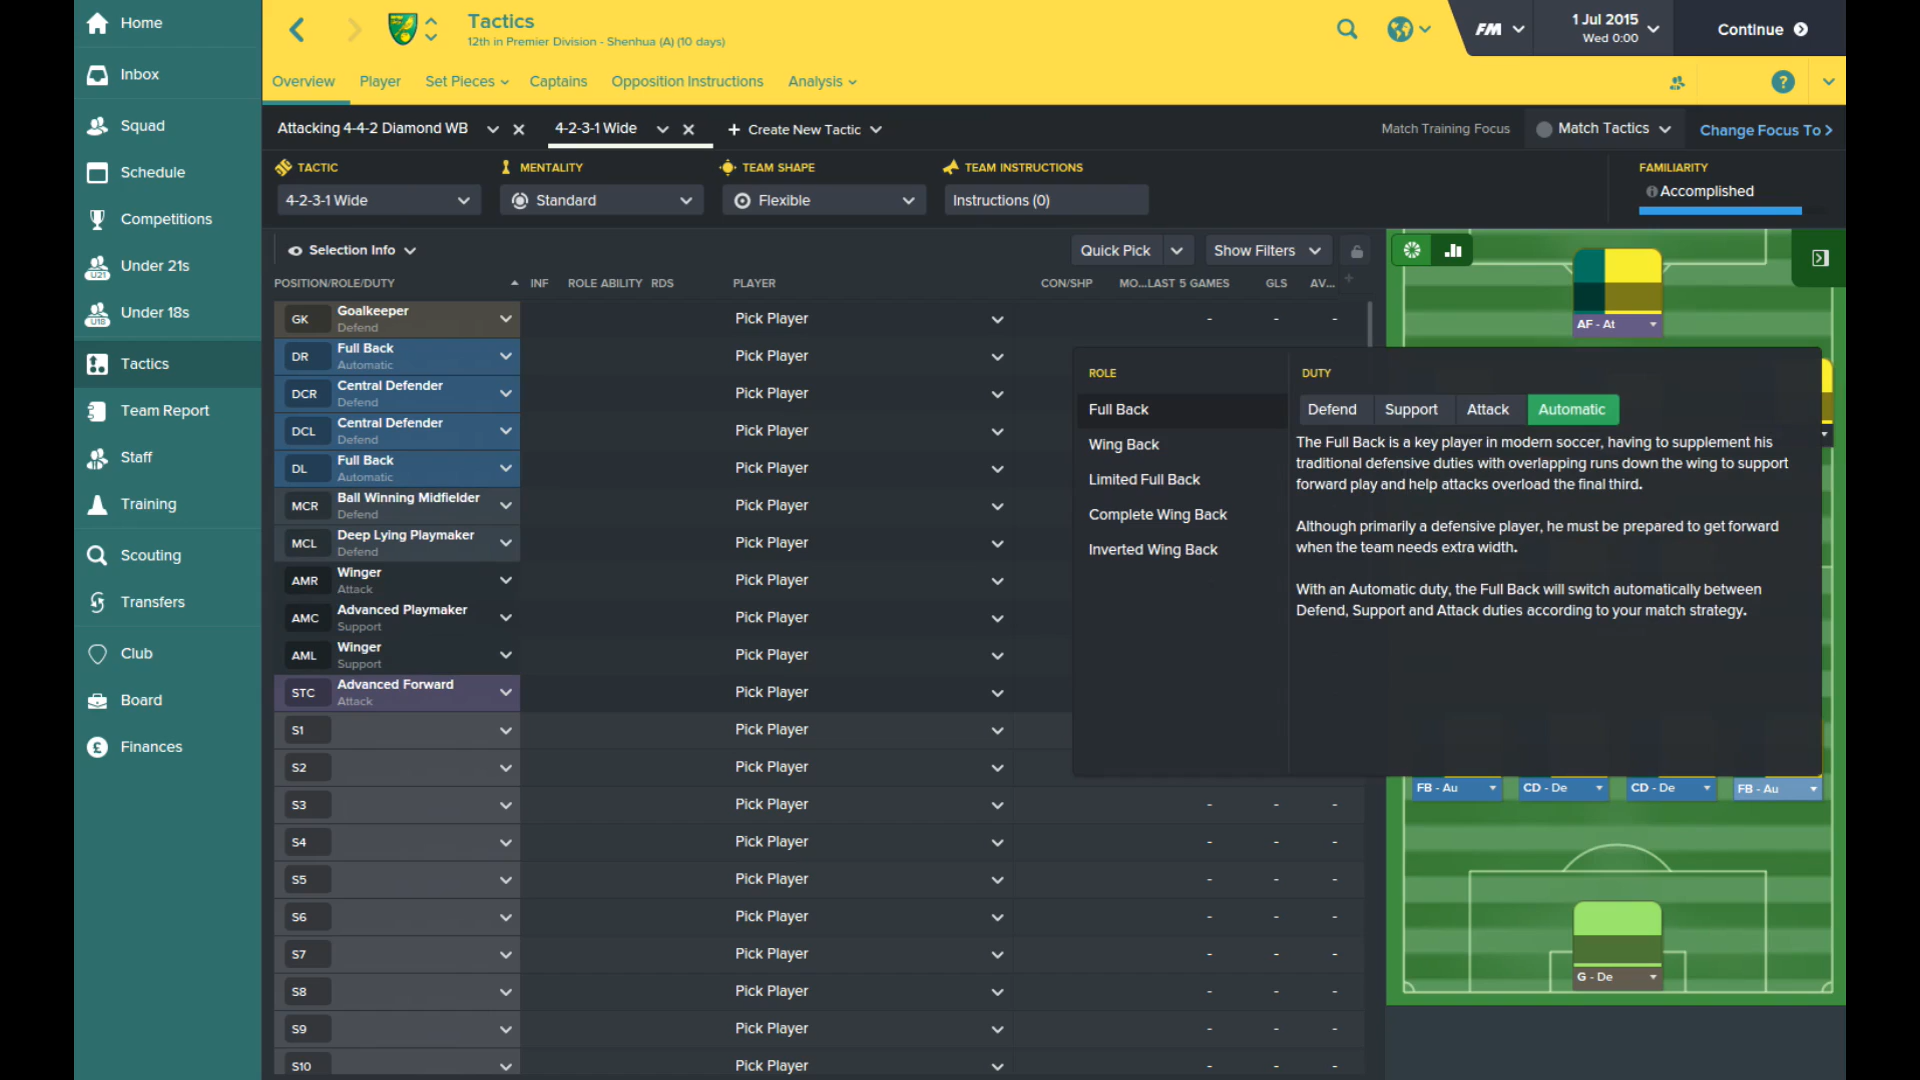 Home
Inbox
Squad
Schedule
Competitions
U21
Under 21s
U18
Under 18s
Tactics
Team Report
Staff
Training
Scouting
Transfers
Club
Board
Finances
Tactics
12th in Premier Division - Shenhua (A) (10 days)
FM
1 Jul 2015
Wed 0:00
Continue
Overview
Player
Set Pieces
Captains
Opposition Instructions
Analysis
?
Attacking 4-4-2 Diamond WB
4-2-3-1 Wide
+ Create New Tactic
Match Training Focus
Match Tactics
Change Focus To >
TACTIC
MENTALITY
TEAM SHAPE
TEAM INSTRUCTIONS
FAMILIARITY
4-2-3-1 Wide
Standard
Flexible
Instructions (0)
Accomplished
Selection Info
Quick Pick
Show Filters
POSITION/ROLE/DUTY
INF
ROLE ABILITY
RDS
PLAYER
CON/SHP
MO...
LAST 5 GAMES
GLS
AV...
+
GK
Goalkeeper
Defend
Pick Player
- - -
DR
Full Back
Automatic
Pick Player
DCR
Central Defender
Defend
Pick Player
DCL
Central Defender
Defend
Pick Player
DL
Full Back
Automatic
Pick Player
MCR
Ball Winning Midfielder
Defend
Pick Player
MCL
Deep Lying Playmaker
Defend
Pick Player
AMR
Winger
Attack
Pick Player
AMC
Advanced Playmaker
Support
Pick Player
AML
Winger
Support
Pick Player
STC
Advanced Forward
Attack
Pick Player
S1
Pick Player
S2
Pick Player
S3
Pick Player
- - -
S4
Pick Player
- - -
S5
Pick Player
- - -
S6
Pick Player
- - -
S7
Pick Player
- - -
S8
Pick Player
- - -
S9
Pick Player
- - -
S10
Pick Player
- - -
ROLE
Full Back
Wing Back
Limited Full Back
Complete Wing Back
Inverted Wing Back
DUTY
Defend
Support
Attack
Automatic
The Full Back is a key player in modern soccer, having to supplement his
traditional defensive duties with overlapping runs down the wing to support
forward play and help attacks overload the final third.
Although primarily a defensive player, he must be prepared to get forward
when the team needs extra width.
With an Automatic duty, the Full Back will switch automatically between
Defend, Support and Attack duties according to your match strategy.
AF - At
FB - Au
CD - De
CD - De
FB - Au
G - De